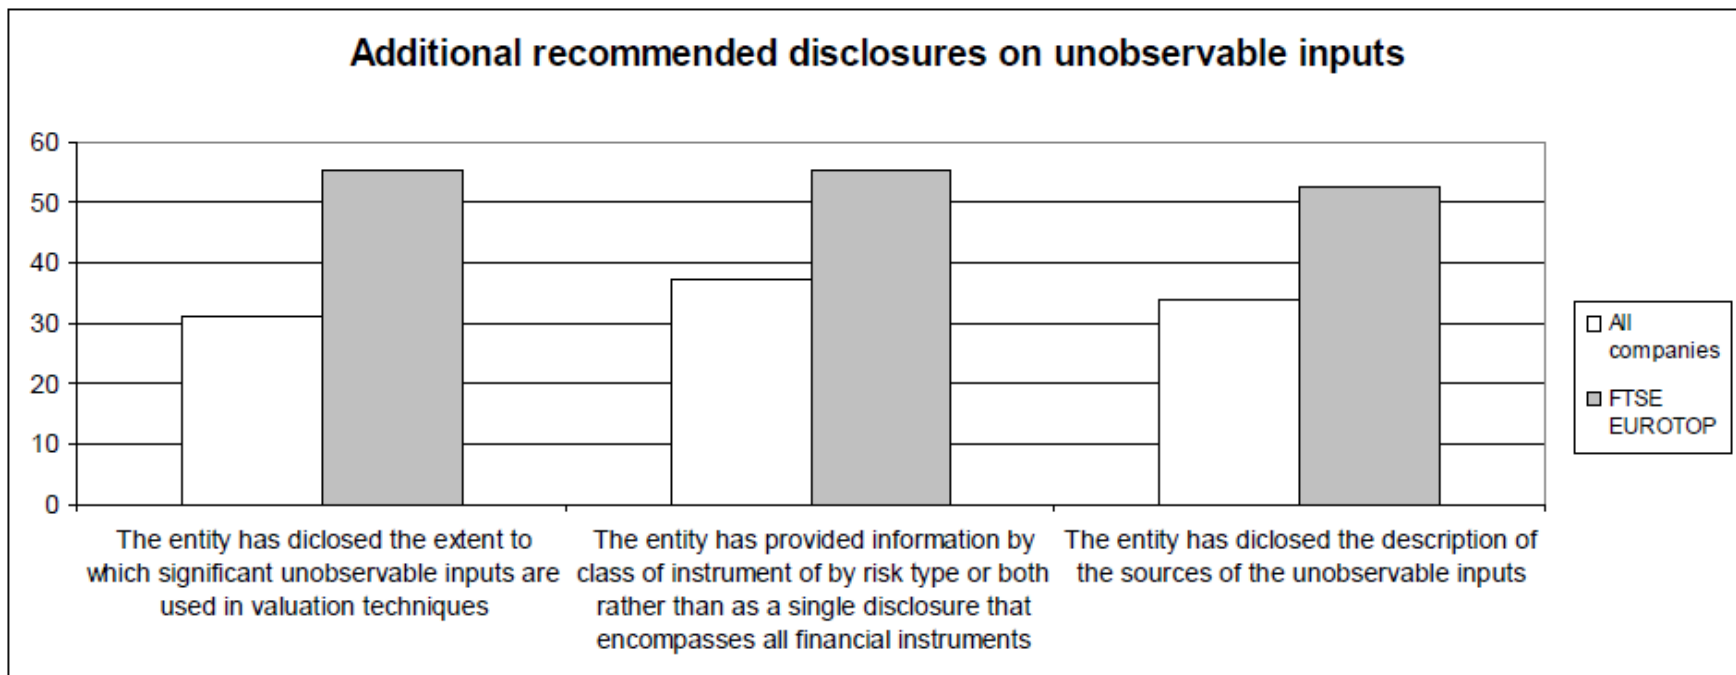 Additional recommended disclosures on unobservable inputs
60
50
40
30
20
10
0
The entity has diclosed the extent to
which significant unobservable inputs are
used in valuation techniques
The entity has provided information by
class of instrument of by risk type or both
rather than as a single disclosure that
encompasses all financial instruments
The entity has diclosed the description of
the sources of the unobservable inputs
All
companies
FTSE
EUROTOP